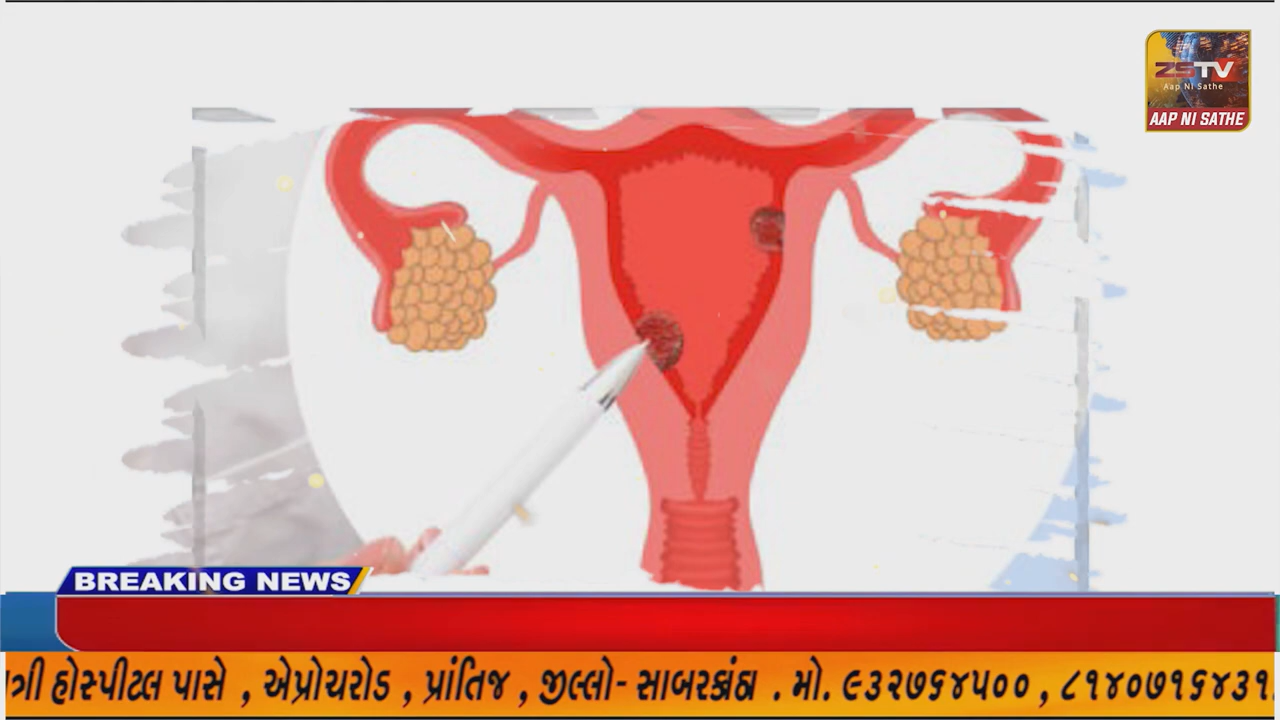 ZSTV
Aap Ni Sathe
AAP NI SATHE
BREAKING NEWS
હોસ્પીટલ પાસે , એપ્રોચરોડ , પ્રાંતિજ , જીલ્લો- સાબરકાંઠા . મો. ૯૩૨૭૬૪૫૦૦ , ૮૧૪૦૭૧૬૪૩૧